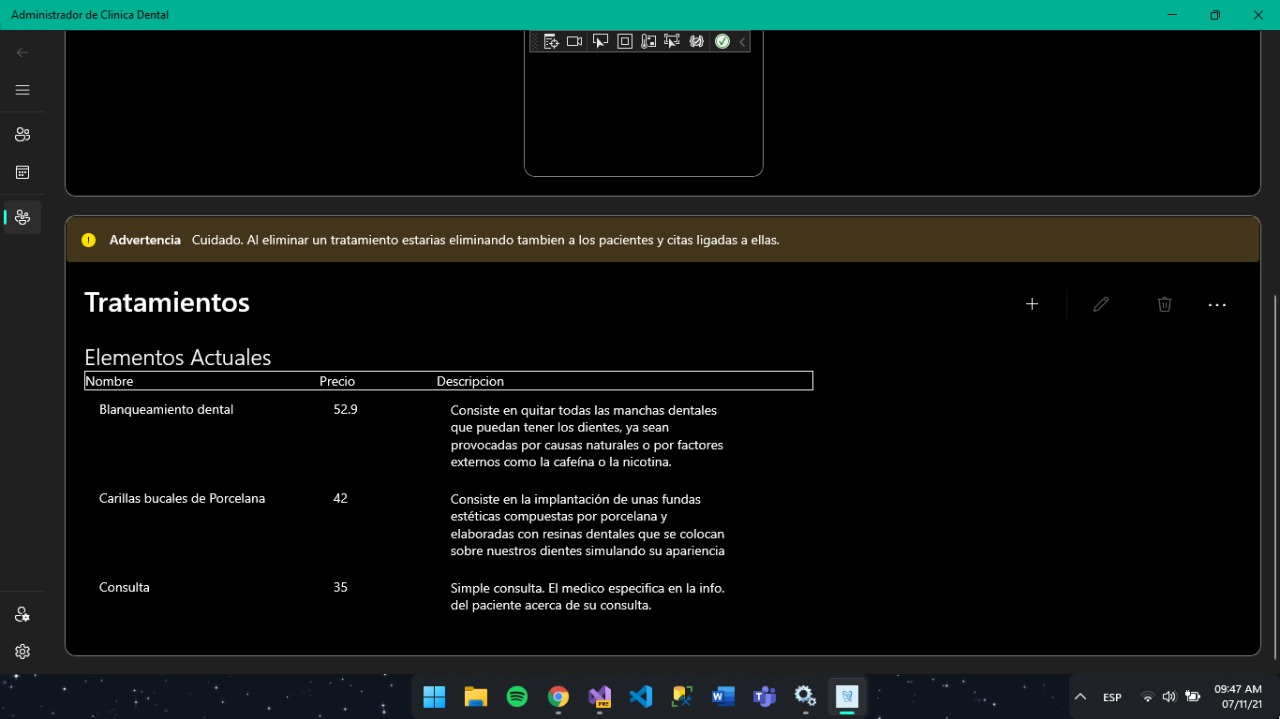 Administrador de Clinica Dental
Advertencia Cuidado. Al eliminar un tratamiento estarias eliminando tambien a los pacientes y citas ligadas a ellas.
Tratamientos
Elementos Actuales
Nombre Precio Descripcion
Blanqueamiento dental 52.9 Consiste en quitar todas las manchas dentales
que puedan tener los dientes, ya sean
provocadas por causas naturales o por factores
externos como la cafeína o la nicotina.
Carillas bucales de Porcelana 42 Consiste en la implantación de unas fundas
estéticas compuestas por porcelana y
elaboradas con resinas dentales que se colocan
sobre nuestros dientes simulando su apariencia
Consulta 35 Simple consulta. El medico especifica en la info.
del paciente acerca de su consulta.
PRE
ESP
09:47 AM
07/11/21